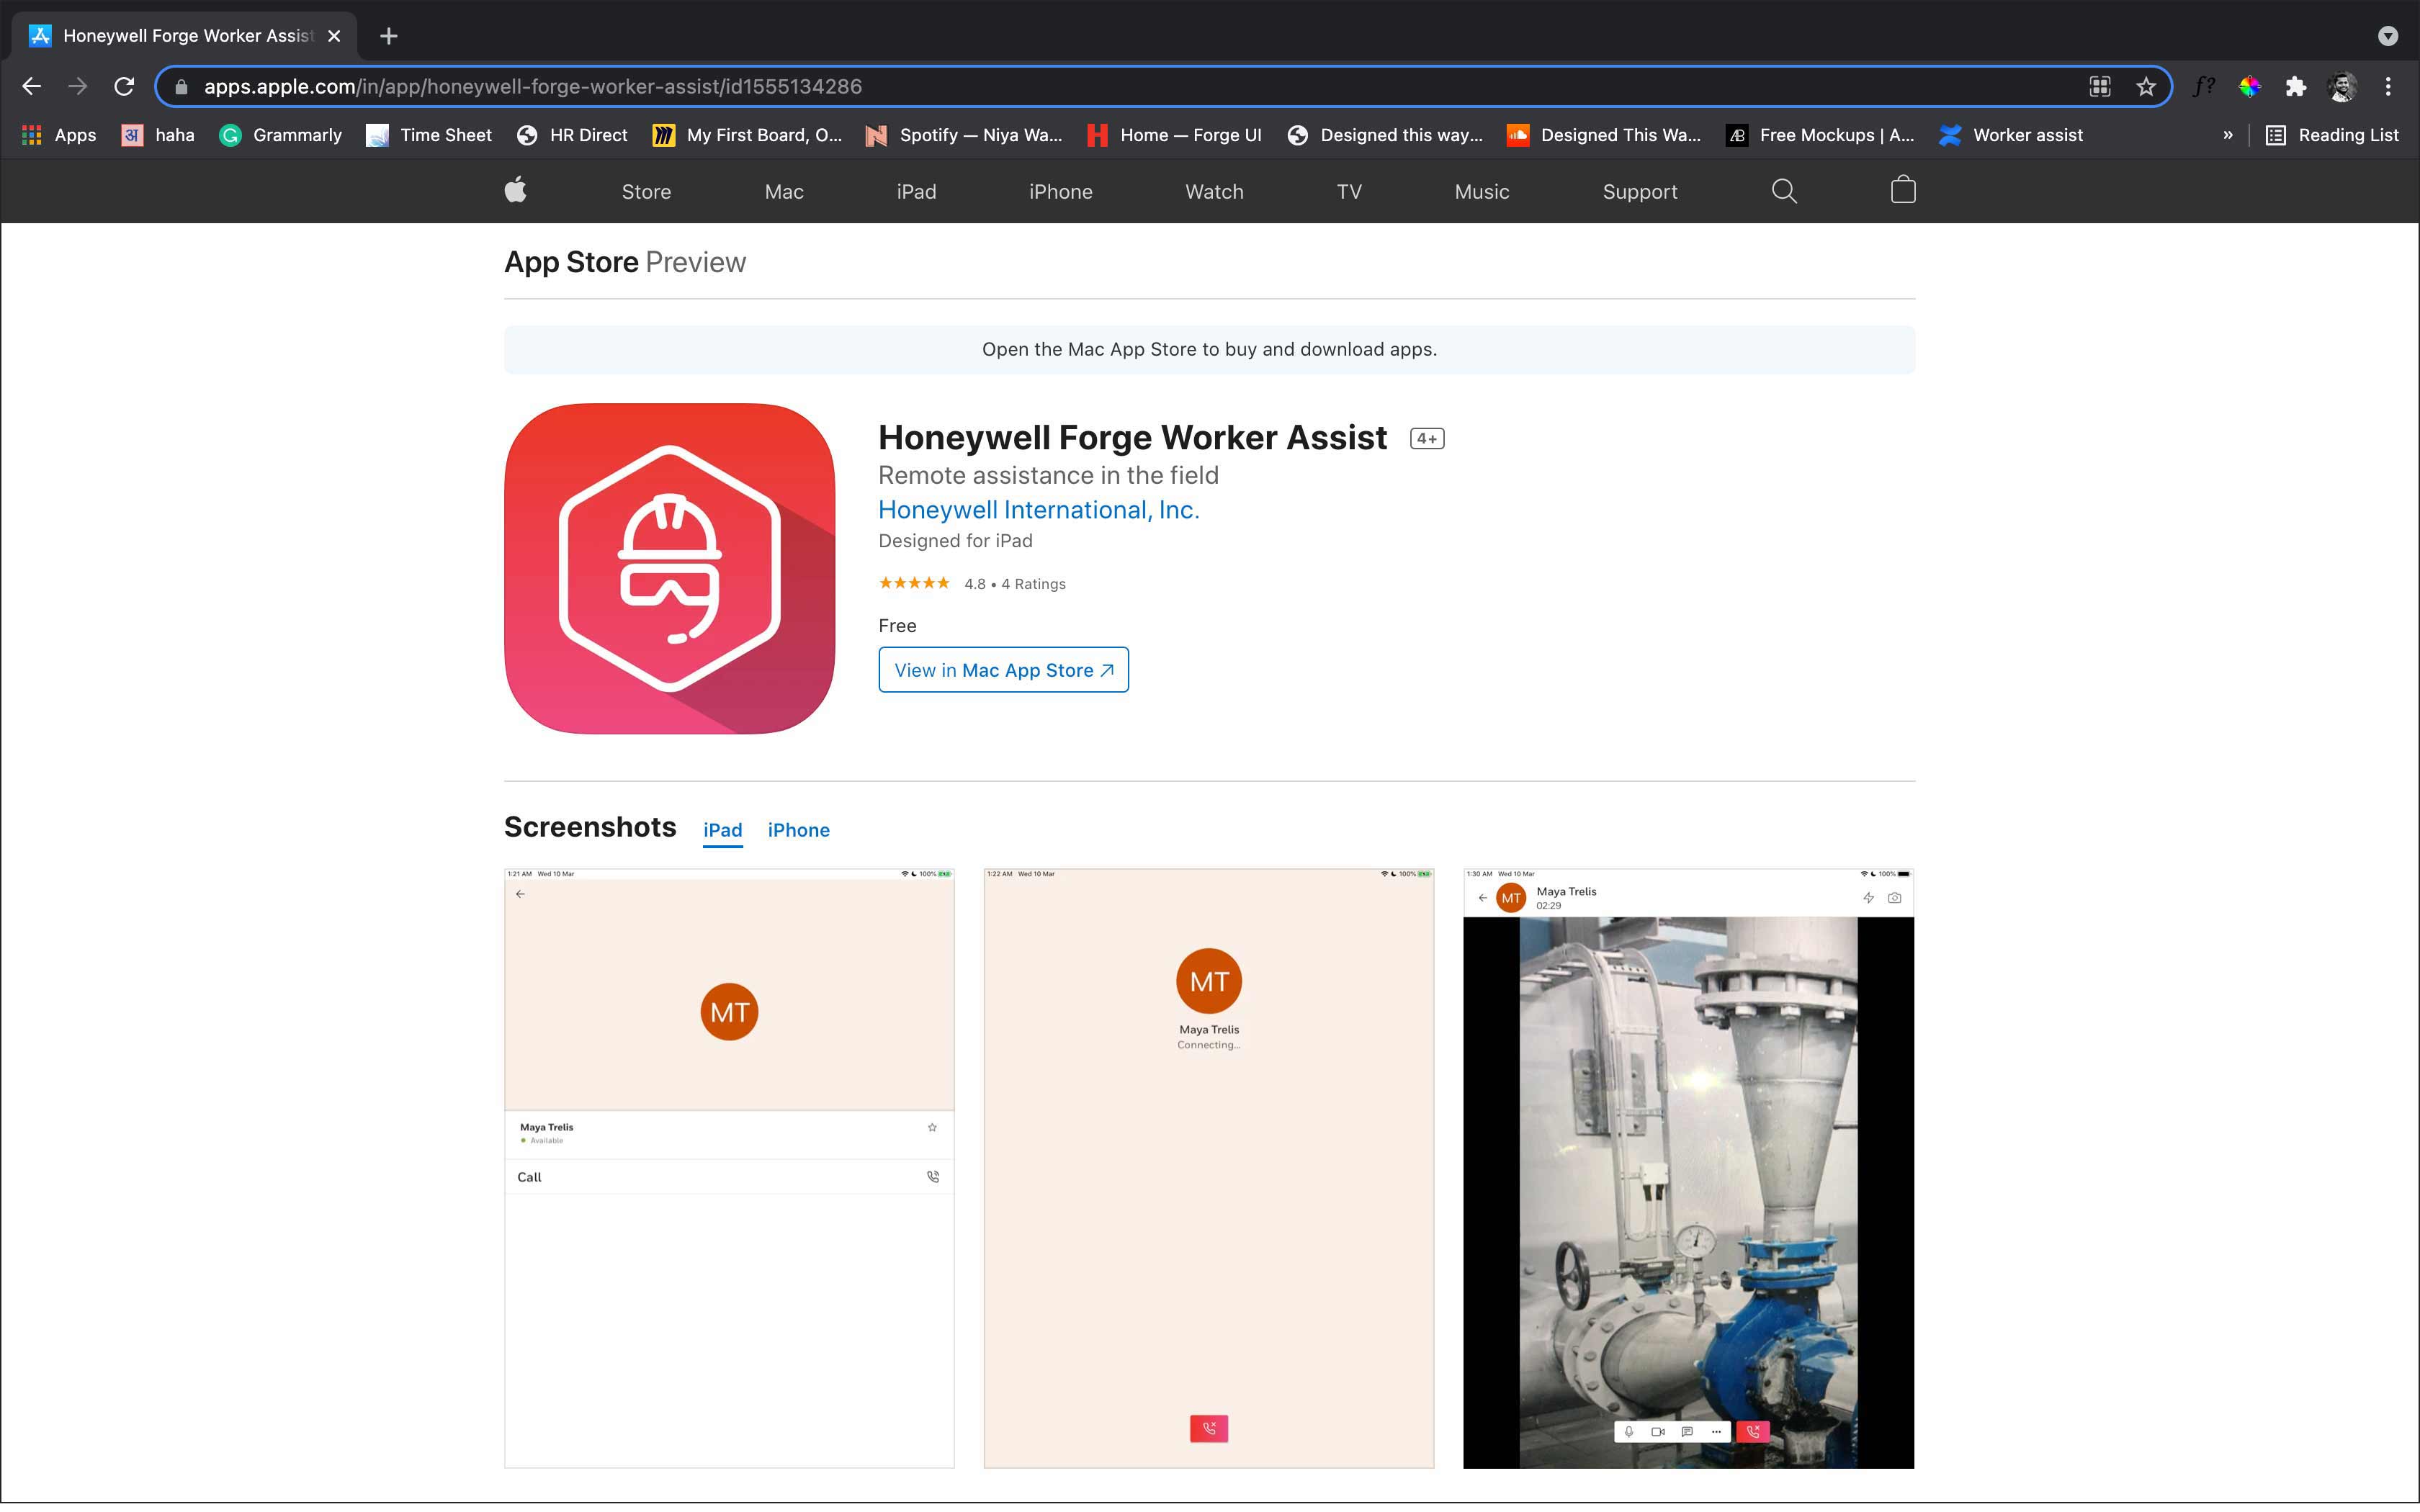 Honeywell Forge Worker Assist
apps.apple.com/in/app/honeywell-forge-worker-assist/id1555134286
f?
Apps
अ haha
Grammarly
Time Sheet
HR Direct
My First Board, O...
Spotify — Niya Wa...
Home — Forge UI
Designed this way...
Designed This Wa...
AB Free Mockups | A...
Worker assist
»
Reading List
Store
Mac
iPad
iPhone
Watch
TV
Music
Support
App Store Preview
Open the Mac App Store to buy and download apps.
Honeywell Forge Worker Assist 4+
Remote assistance in the field
Honeywell International, Inc.
Designed for iPad
★★★★★ 4.8 • 4 Ratings
Free
View in Mac App Store ↗
Screenshots iPad iPhone
1:21 AM Wed 10 Mar 100%
MT
Maya Trelis
Available
Call
1:22 AM Wed 10 Mar 100%
MT
Maya Trelis
Connecting...
1:30 AM Wed 10 Mar 100%
MT
Maya Trelis
02:29